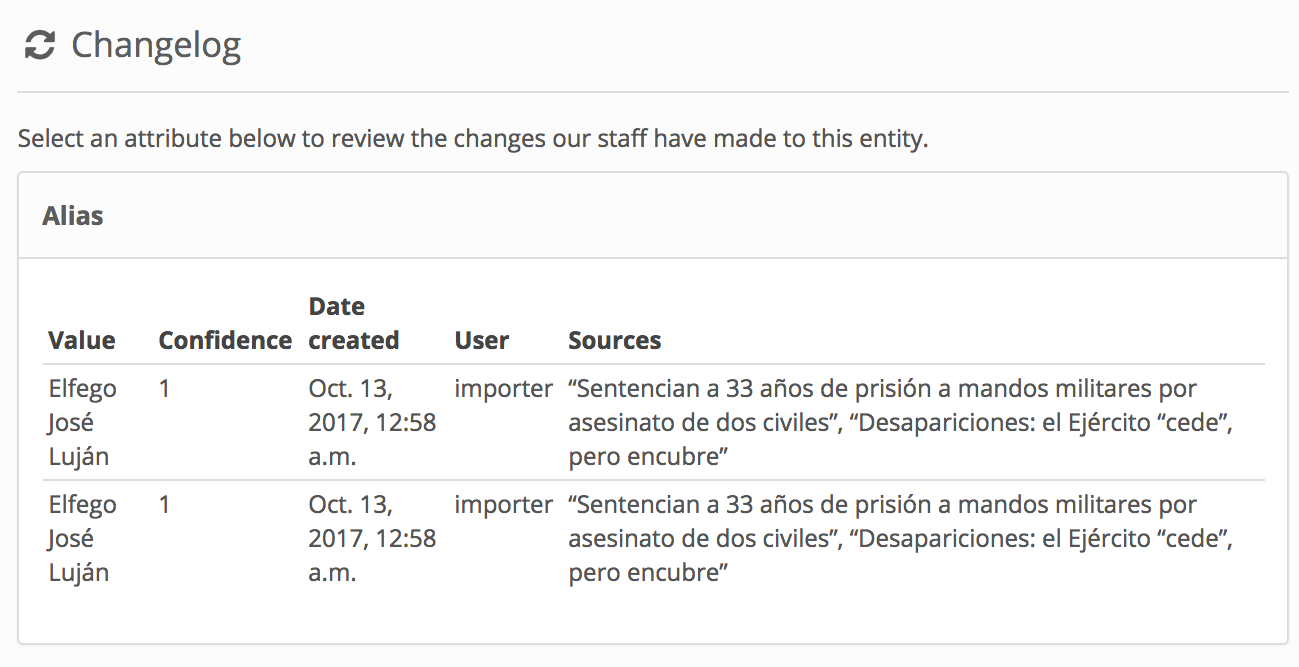 Changelog
Select an attribute below to review the changes our staff have made to this entity.
Alias
Value Confidence Date created User Sources
Elfego José Luján 1 Oct. 13, 2017, 12:58 a.m. importer “Sentencian a 33 años de prisión a mandos militares por asesinato de dos civiles”, “Desapariciones: el Ejército “cede”, pero encubre”
Elfego José Luján 1 Oct. 13, 2017, 12:58 a.m. importer “Sentencian a 33 años de prisión a mandos militares por asesinato de dos civiles”, “Desapariciones: el Ejército “cede”, pero encubre”